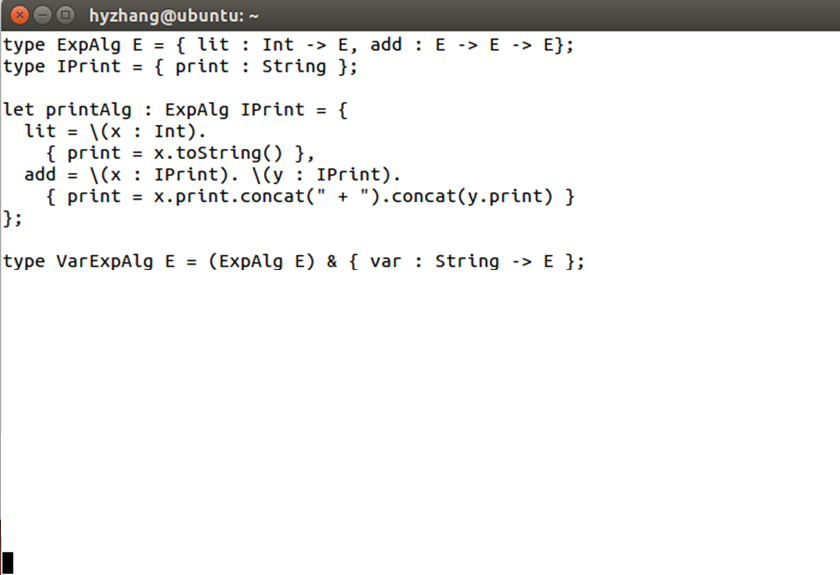 hyzhang@ubuntu: ~
type ExpAlg E = { lit : Int -> E, add : E -> E -> E};
type IPrint = { print : String };
let printAlg : ExpAlg IPrint = {
  lit = \(x : Int).
    { print = x.toString() },
  add = \(x : IPrint). \(y : IPrint).
    { print = x.print.concat(" + ").concat(y.print) }
};
type VarExpAlg E = (ExpAlg E) & { var : String -> E };